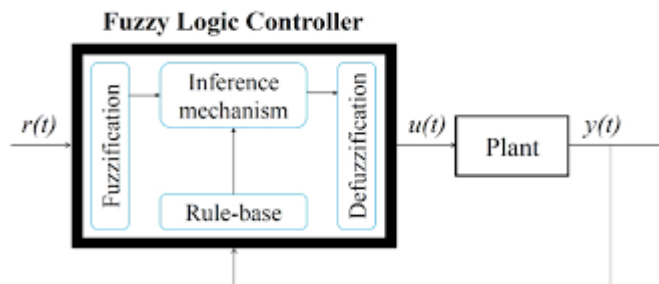 Fuzzy Logic Controller
r(t)
Fuzzification
Inference
mechanism
Rule-base
Defuzzification
u(t)
Plant
y(t)